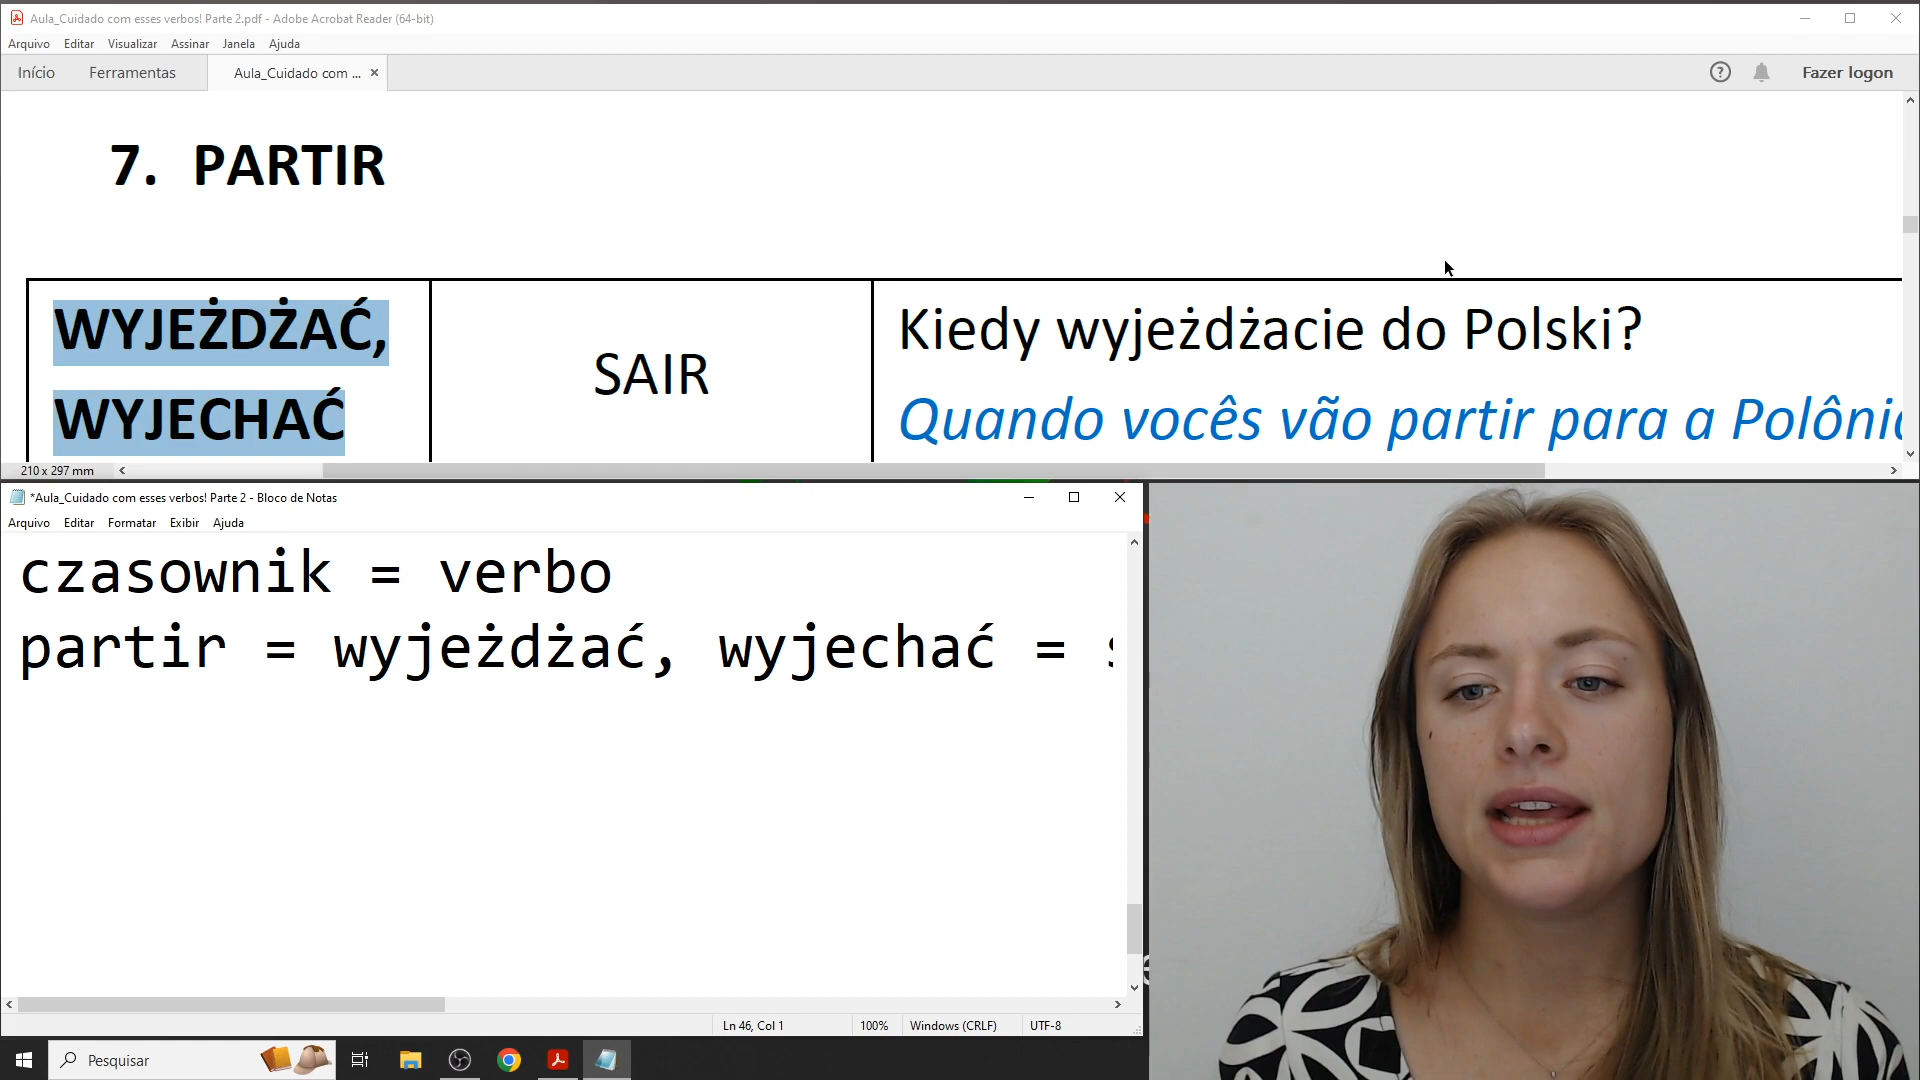 Aula_Cuidado com esses verbos! Parte 2.pdf - Adobe Acrobat Reader (64-bit)
Arquivo Editar Visualizar Assinar Janela Ajuda
Início Ferramentas Aula_Cuidado com ... Fazer logon
7. PARTIR
WYJEŻDŻAĆ,
WYJECHAĆ
SAIR
Kiedy wyjeżdżacie do Polski?
Quando vocês vão partir para a
210 x 297 mm
*Aula_Cuidado com esses verbos! Parte 2 - Bloco de Notas
Arquivo Editar Formatar Exibir Ajuda
czasownik = verbo
partir = wyjeżdżać, wyjechać =
Ln 46, Col 1 100% Windows (CRLF) UTF-8
Pesquisar